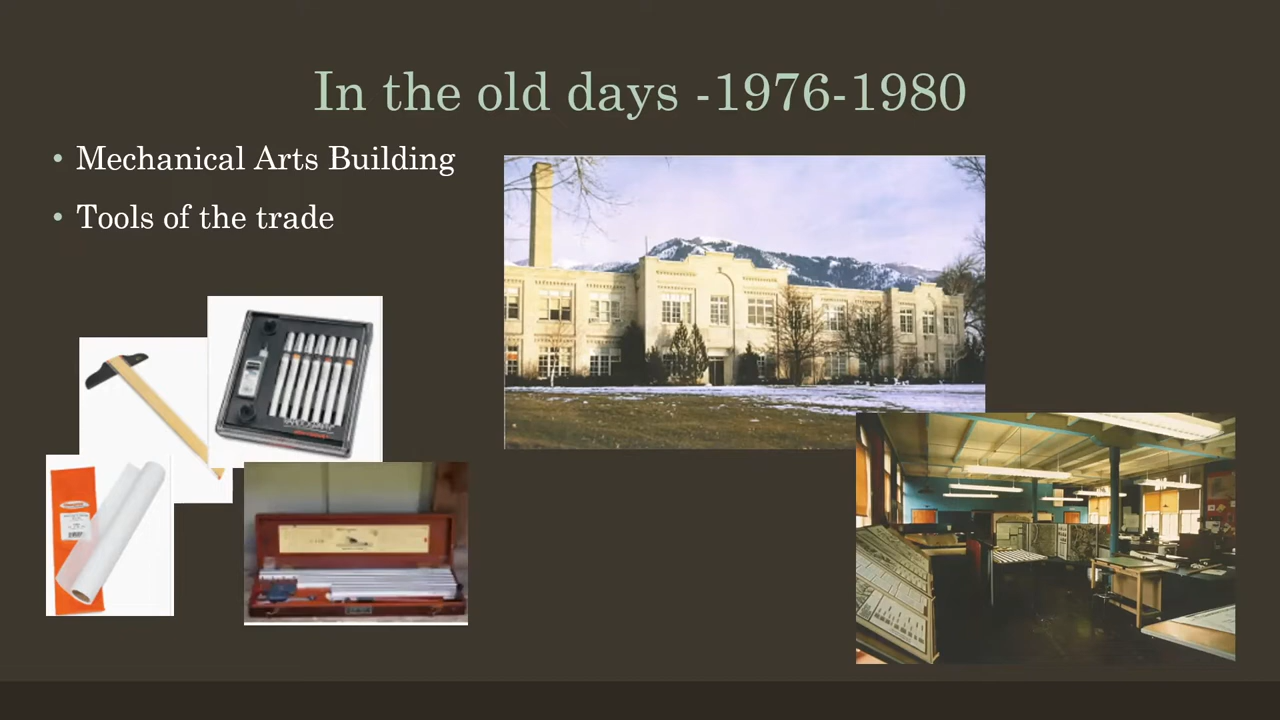 In the old days -1976-1980
• Mechanical Arts Building
• Tools of the trade